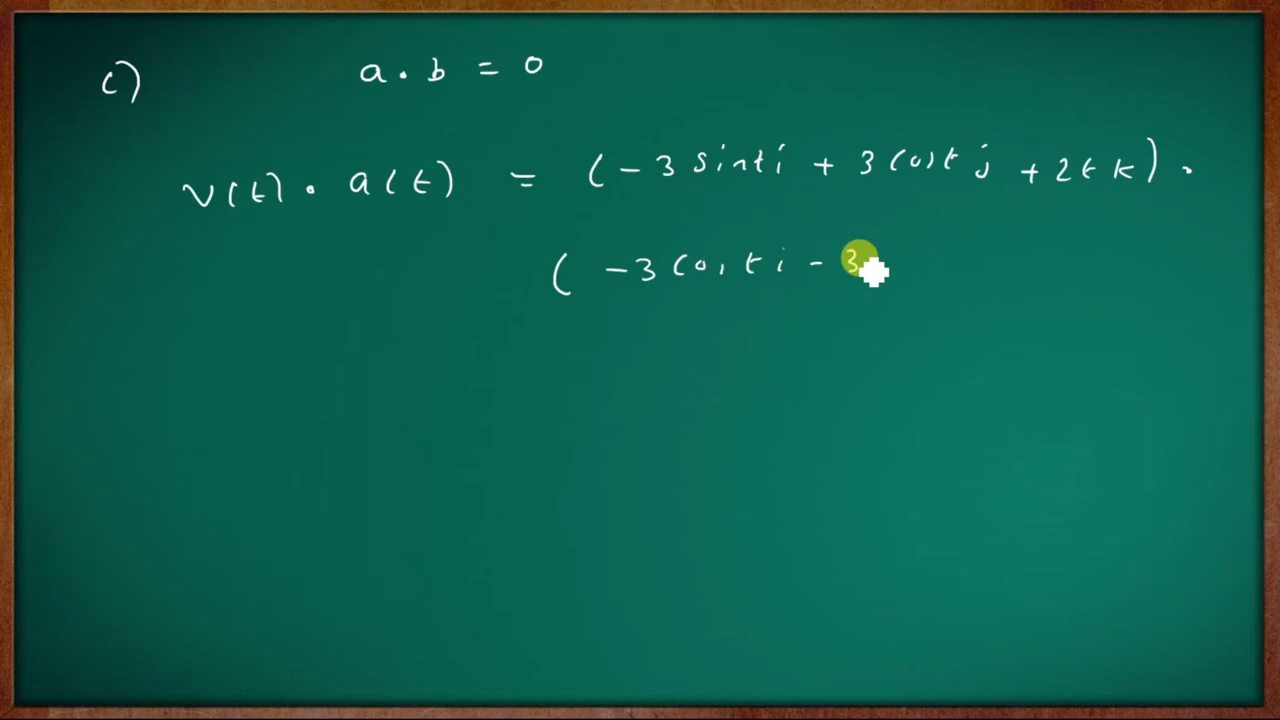 c) a . b = 0
v(t) . a(t) = (-3 sint i + 3 cost j + 2t k) .
( -3 cost i - 3